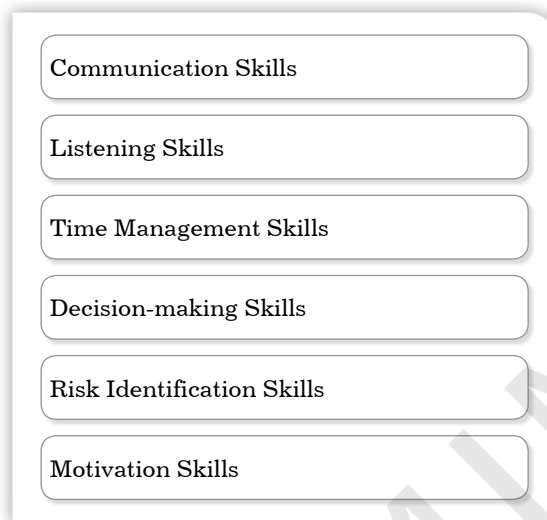 Communication Skills
Listening Skills
Time Management Skills
Decision-making Skills
Risk Identification Skills
Motivation Skills